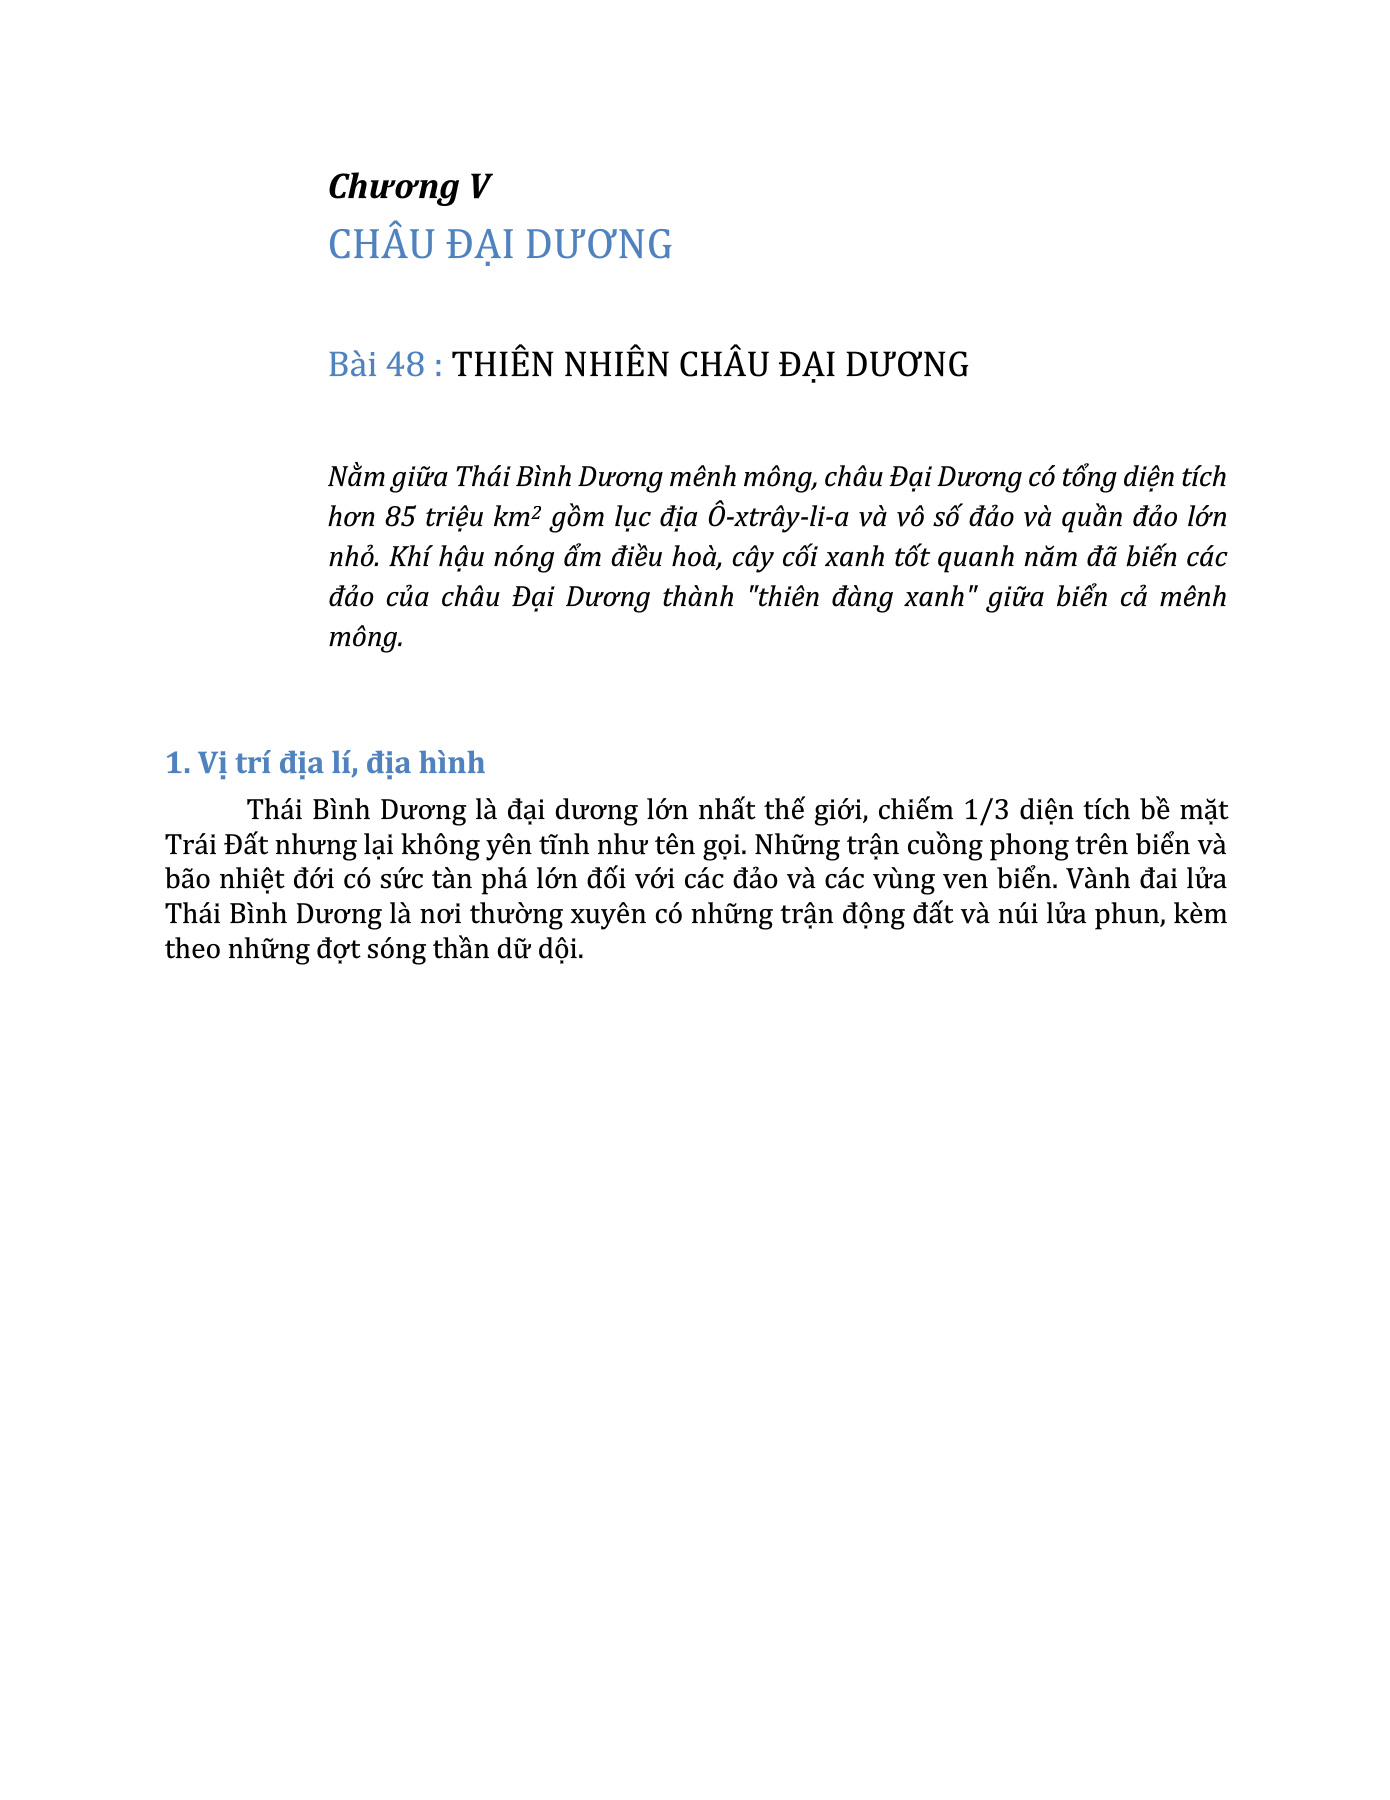 Chương V
CHÂU ĐẠI DƯƠNG
Bài 48 : THIÊN NHIÊN CHÂU ĐẠI DƯƠNG
Nằm giữa Thái Bình Dương mênh mông, châu Đại Dương có tổng diện tích
hơn 85 triệu km² gồm lục địa Ô-xtrây-li-a và vô số đảo và quần đảo lớn
nhỏ. Khí hậu nóng ẩm điều hoà, cây cối xanh tốt quanh năm đã biến các
đảo của châu Đại Dương thành "thiên đàng xanh" giữa biển cả mênh
mông.
1. Vị trí địa lí, địa hình
Thái Bình Dương là đại dương lớn nhất thế giới, chiếm 1/3 diện tích bề mặt
Trái Đất nhưng lại không yên tĩnh như tên gọi. Những trận cuồng phong trên biển và
bão nhiệt đới có sức tàn phá lớn đối với các đảo và các vùng ven biển. Vành đai lửa
Thái Bình Dương là nơi thường xuyên có những trận động đất và núi lửa phun, kèm
theo những đợt sóng thần dữ dội.